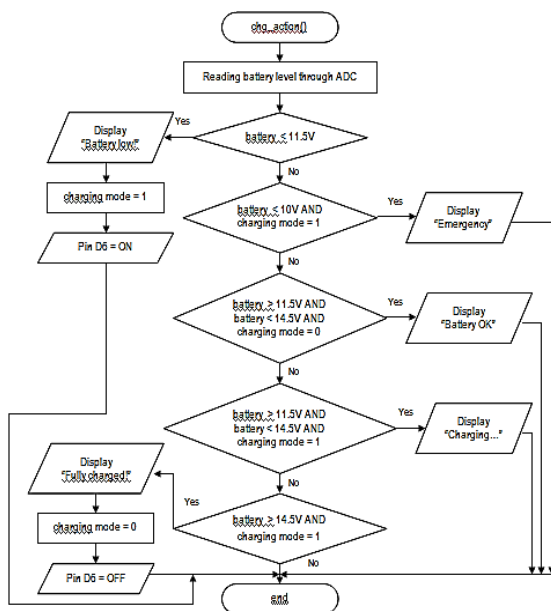 chg_action()
Reading battery level through ADC
battery ≤ 11.5V
Yes
Display
"Battery low!"
charging mode = 1
Pin D6 = ON
No
battery < 10V AND
charging mode = 1
Yes
Display
"Emergency"
No
battery > 11.5V AND
battery < 14.5V AND
charging mode = 0
Yes
Display
"Battery OK"
No
battery > 11.5V AND
battery < 14.5V AND
charging mode = 1
Yes
Display
"Charging..."
No
battery > 14.5V AND
charging mode = 1
Yes
Display
"Fully charged!"
charging mode = 0
Pin D6 = OFF
No
end